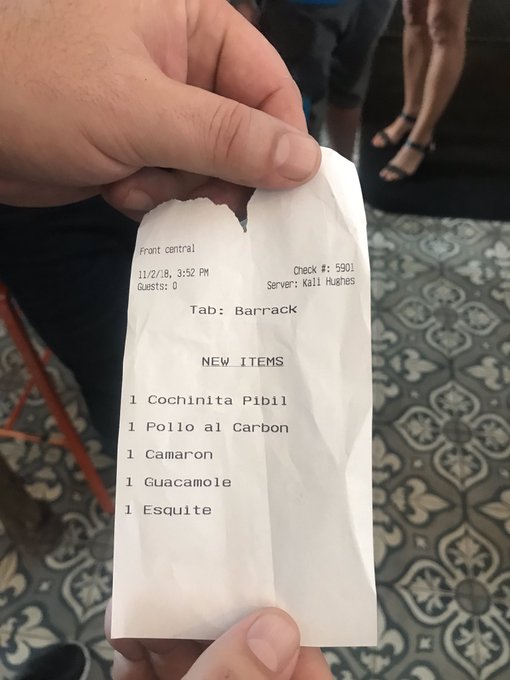 Front central
11/2/18, 3:52 PM Check #: 5901
Guests: 0 Server: Kali Hughes
Tab: Barrack
NEW ITEMS
1 Cochinita Pibil
1 Pollo al Carbon
1 Camaron
1 Guacamole
1 Esquite